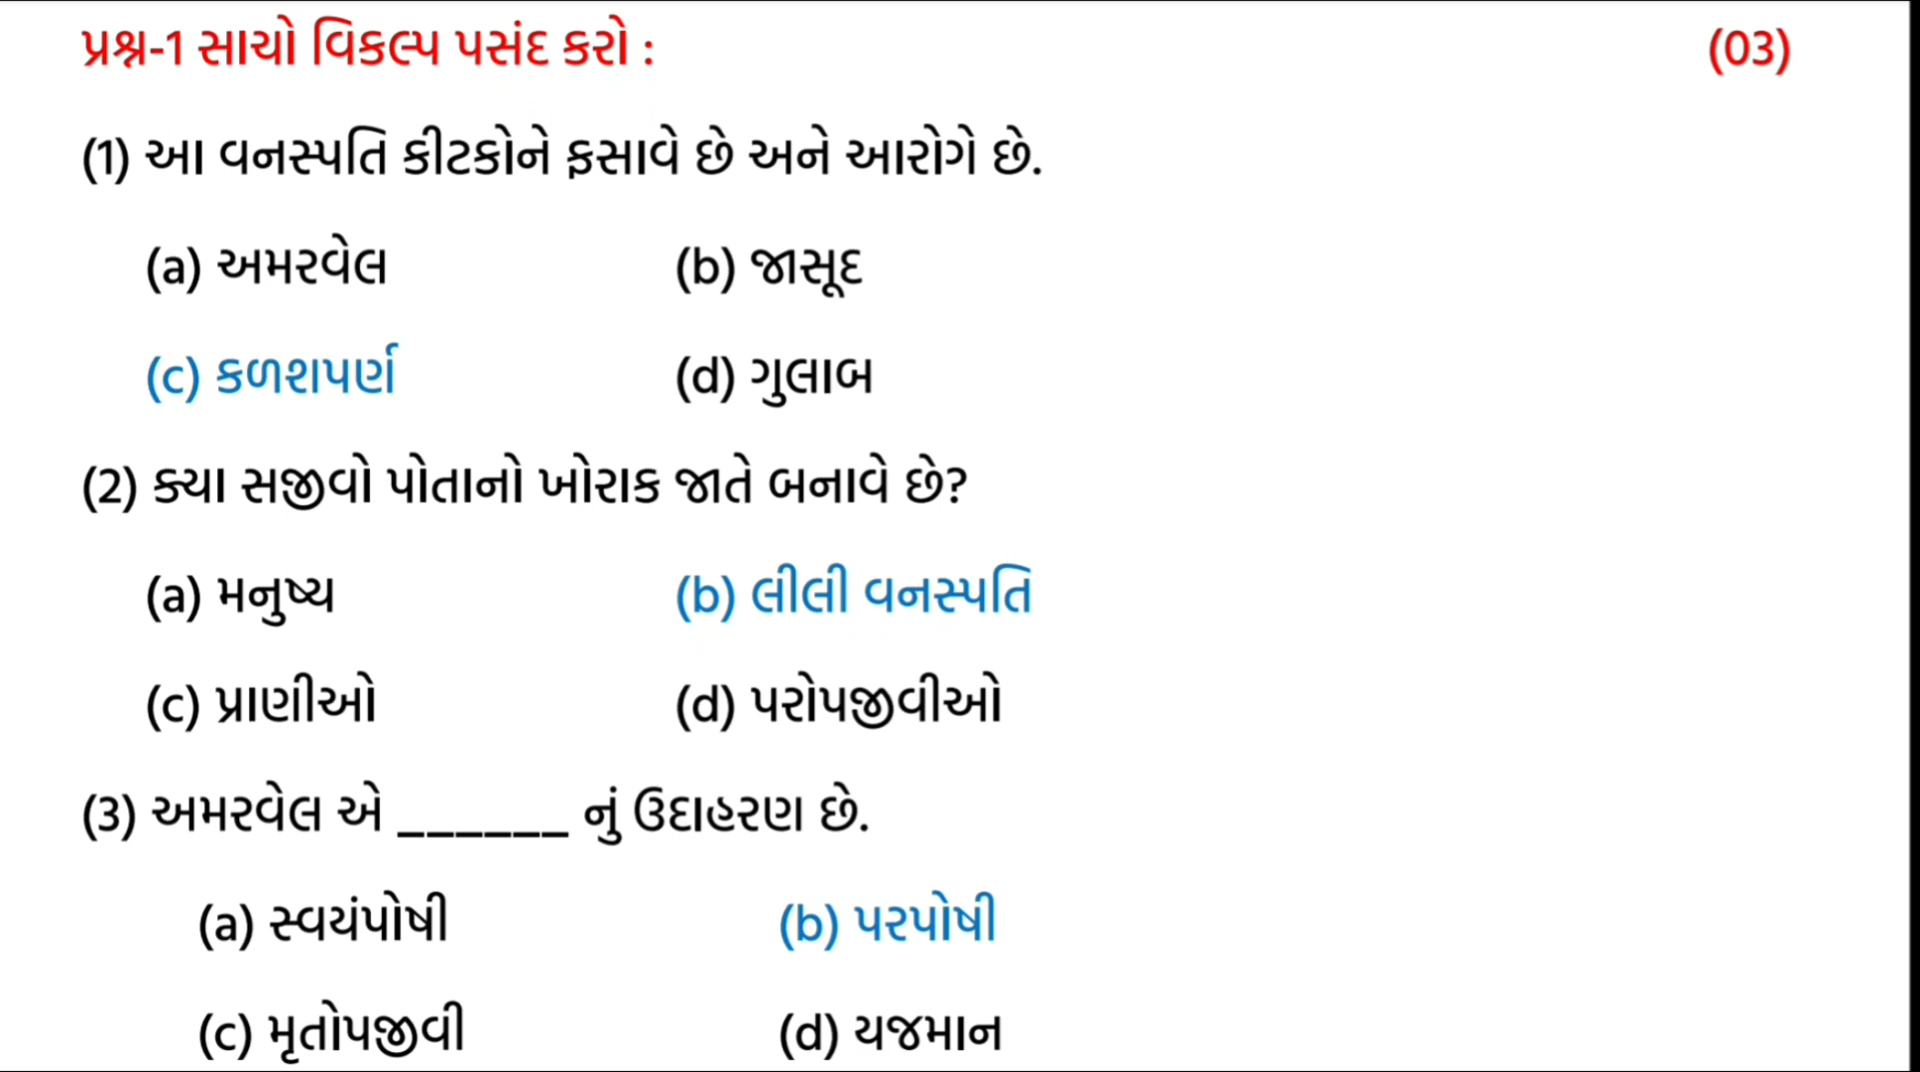 પ્રશ્ન-1 સાચો વિકલ્પ પસંદ કરો : (03)
(1) આ વનસ્પતિ કીટકોને ફસાવે છે અને આરોગે છે.
(a) અમરવેલ (b) જાસૂદ
(c) કળશપર્ણ (d) ગુલાબ
(2) ક્યા સજીવો પોતાનો ખોરાક જાતે બનાવે છે?
(a) મનુષ્ય (b) લીલી વનસ્પતિ
(c) પ્રાણીઓ (d) પરોપજીવીઓ
(3) અમરવેલ એ ______ નું ઉદાહરણ છે.
(a) સ્વયંપોષી (b) પરપોષી
(c) મૃતોપજીવી (d) યજમાન